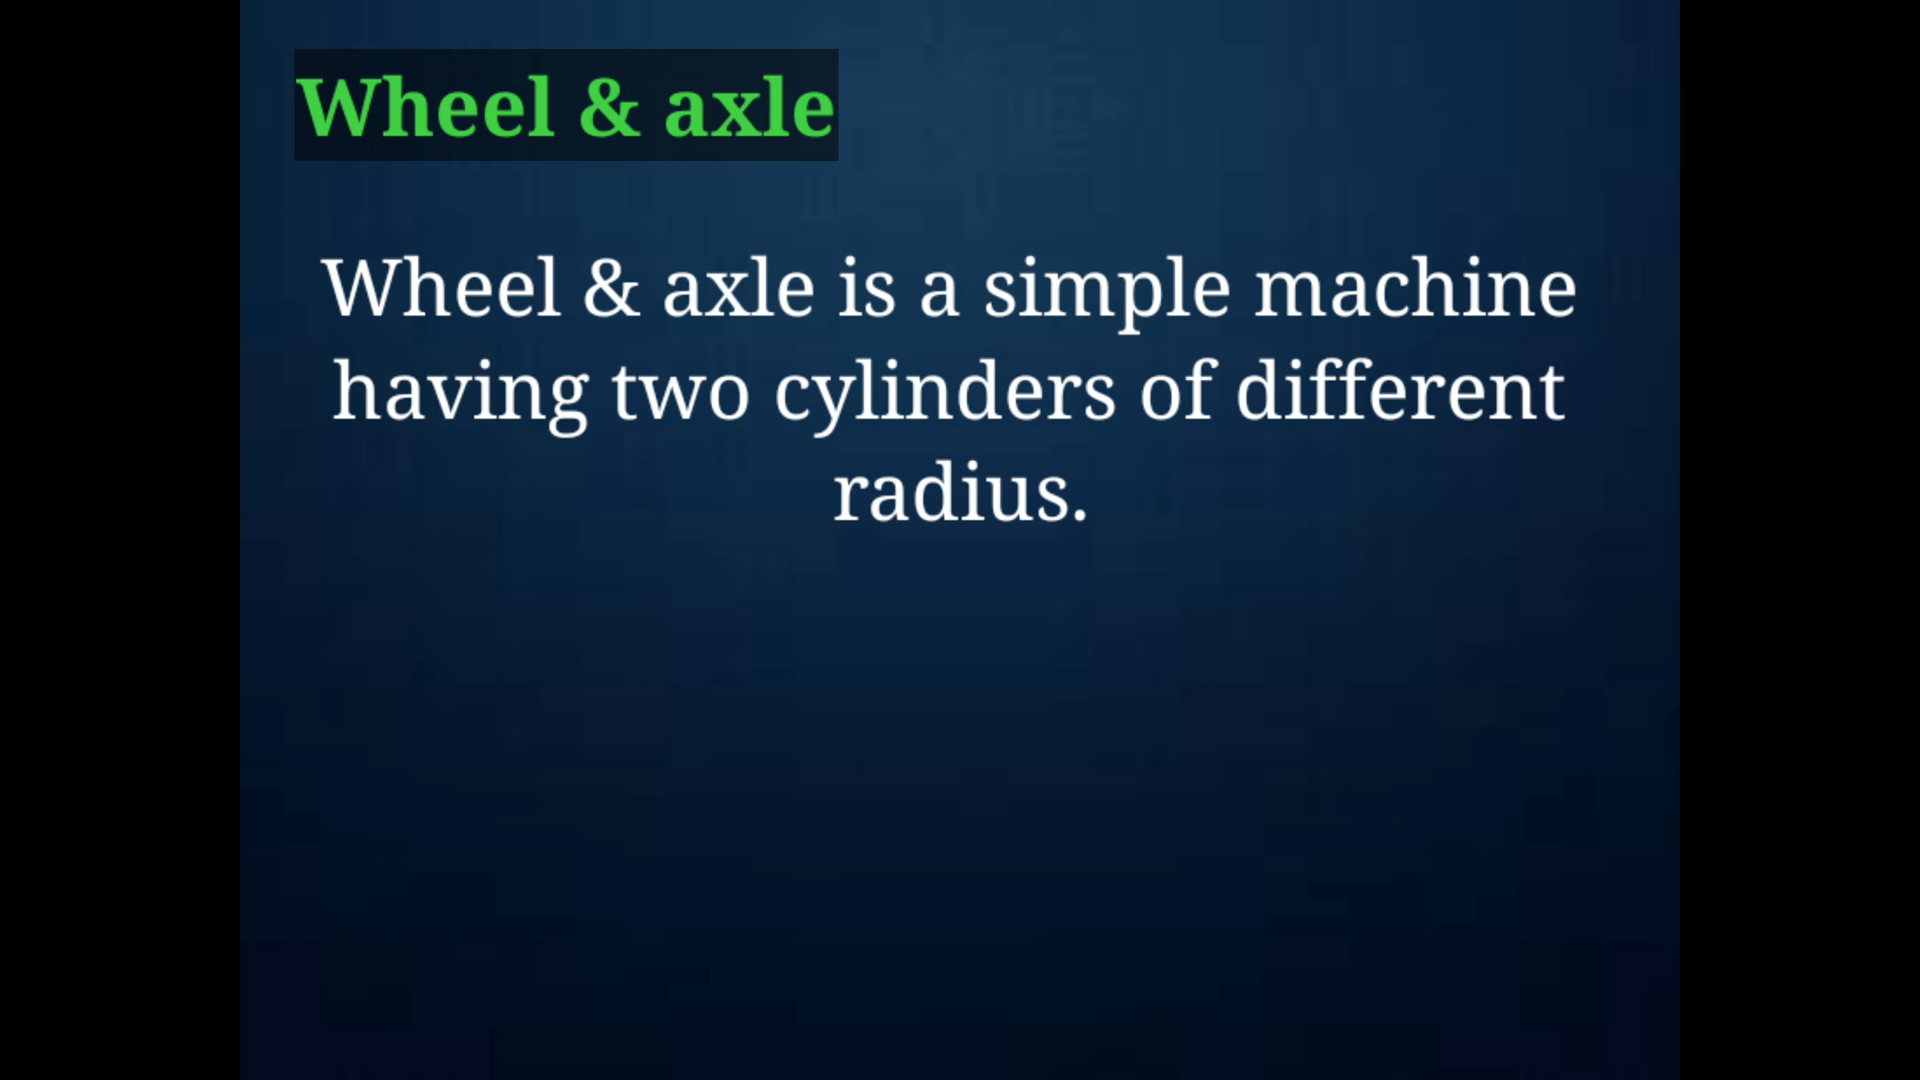 Wheel & axle
Wheel & axle is a simple machine
having two cylinders of different
radius.